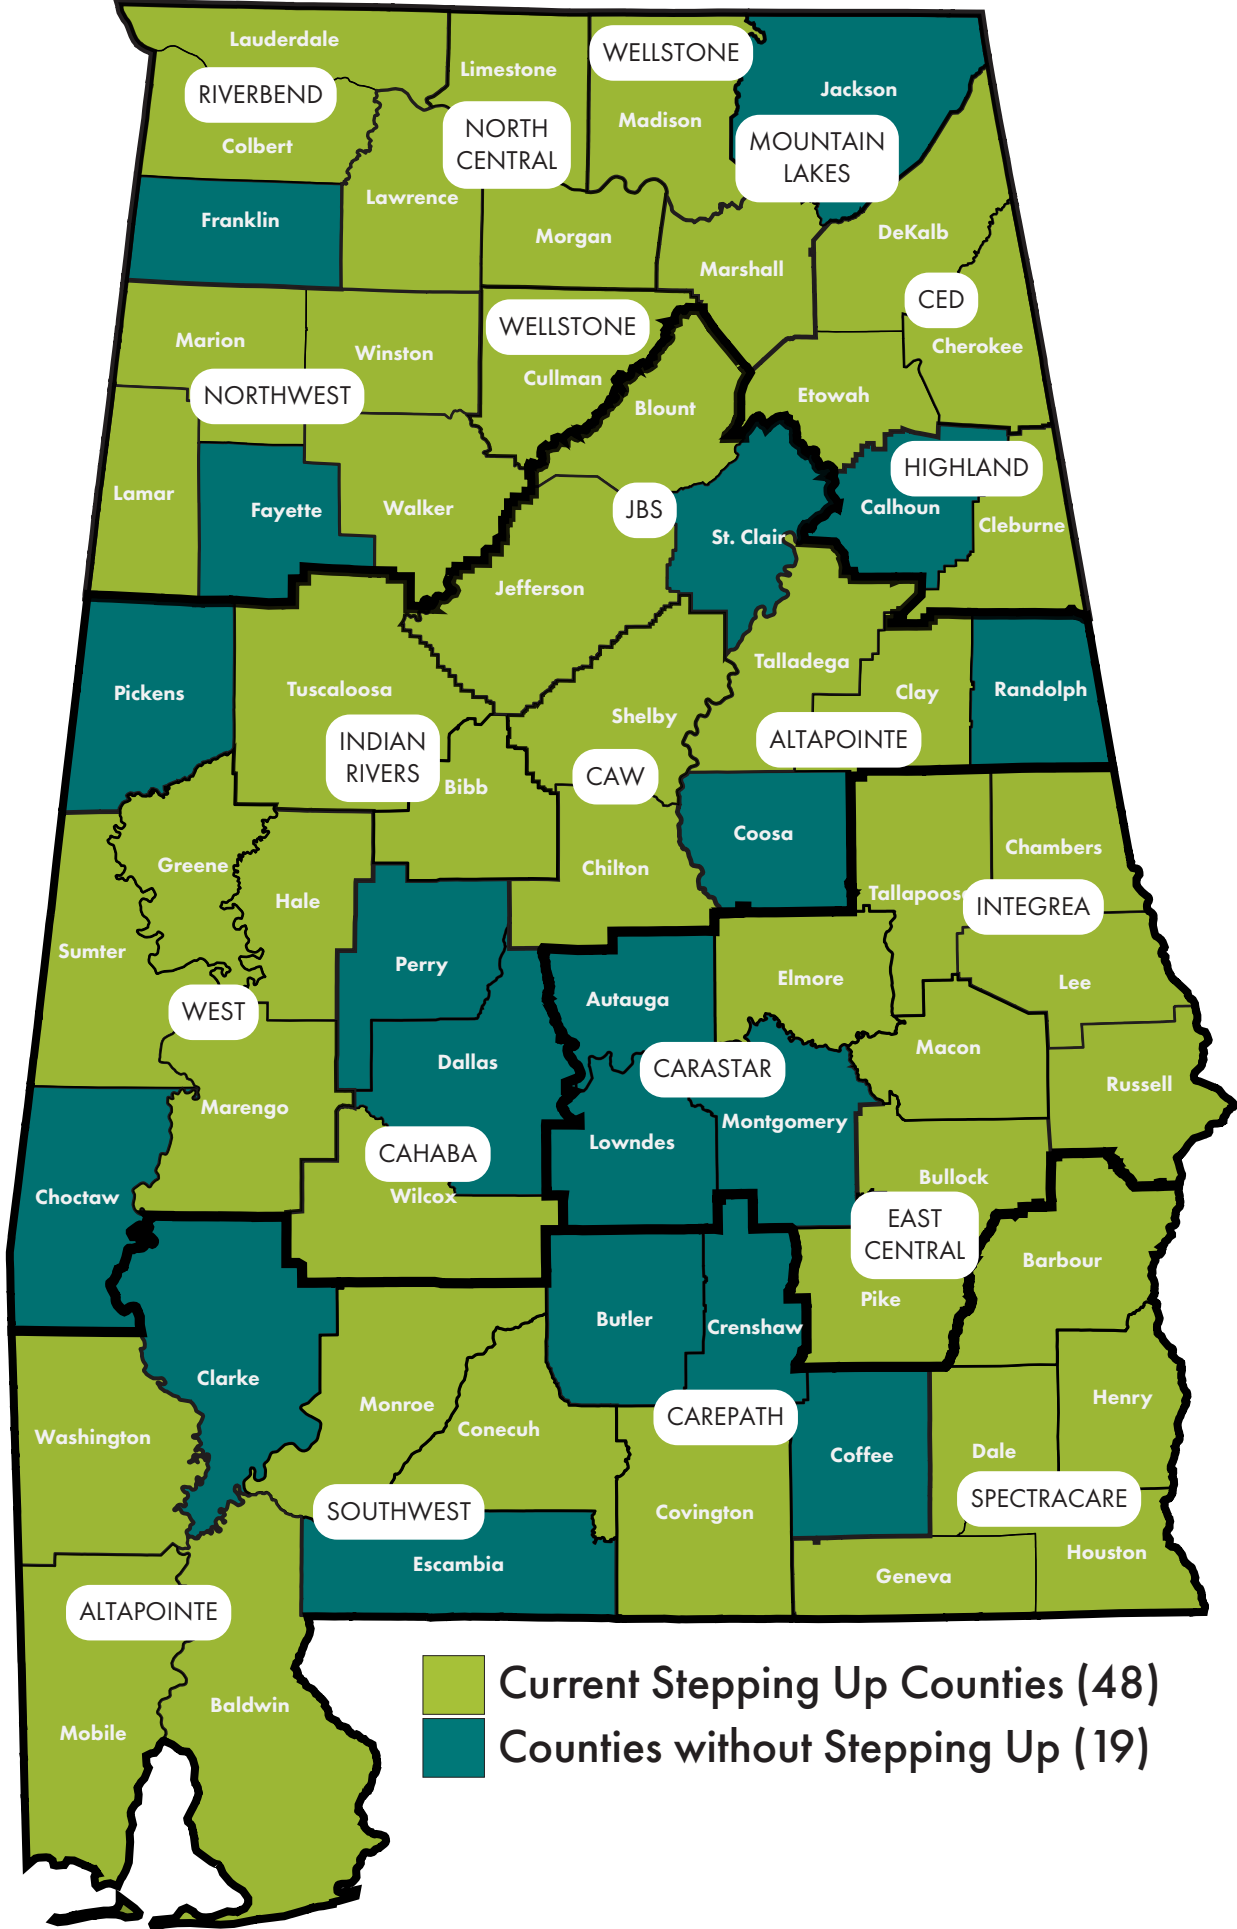 Lauderdale
Limestone
WELLSTONE
Jackson
RIVERBEND
Madison
NORTH
CENTRAL
MOUNTAIN
LAKES
Colbert
Lawrence
Franklin
Morgan
DeKalb
Marshall
CED
WELLSTONE
Marion
Winston
Cherokee
Cullman
NORTHWEST
Etowah
Blount
HIGHLAND
Lamar
Fayette
Walker
JBS
Calhoun
Cleburne
St. Clair
Jefferson
Talladega
Pickens
Tuscaloosa
Clay
Randolph
Shelby
ALTAPOINTE
INDIAN
RIVERS
CAW
Bibb
Coosa
Chambers
Greene
Chilton
Tallapoosa
Hale
INTEGREA
Sumter
Perry
Elmore
Lee
Autauga
WEST
Macon
Dallas
CARASTAR
Russell
Marengo
Montgomery
Lowndes
CAHABA
Bullock
Choctaw
Wilcox
EAST
CENTRAL
Barbour
Pike
Butler
Crenshaw
Clarke
Henry
Monroe
CAREPATH
Conecuh
Washington
Dale
Coffee
SPECTRACARE
SOUTHWEST
Covington
Houston
Escambia
Geneva
ALTAPOINTE
Current Stepping Up Counties (48)
Baldwin
Mobile
Counties without Stepping Up (19)